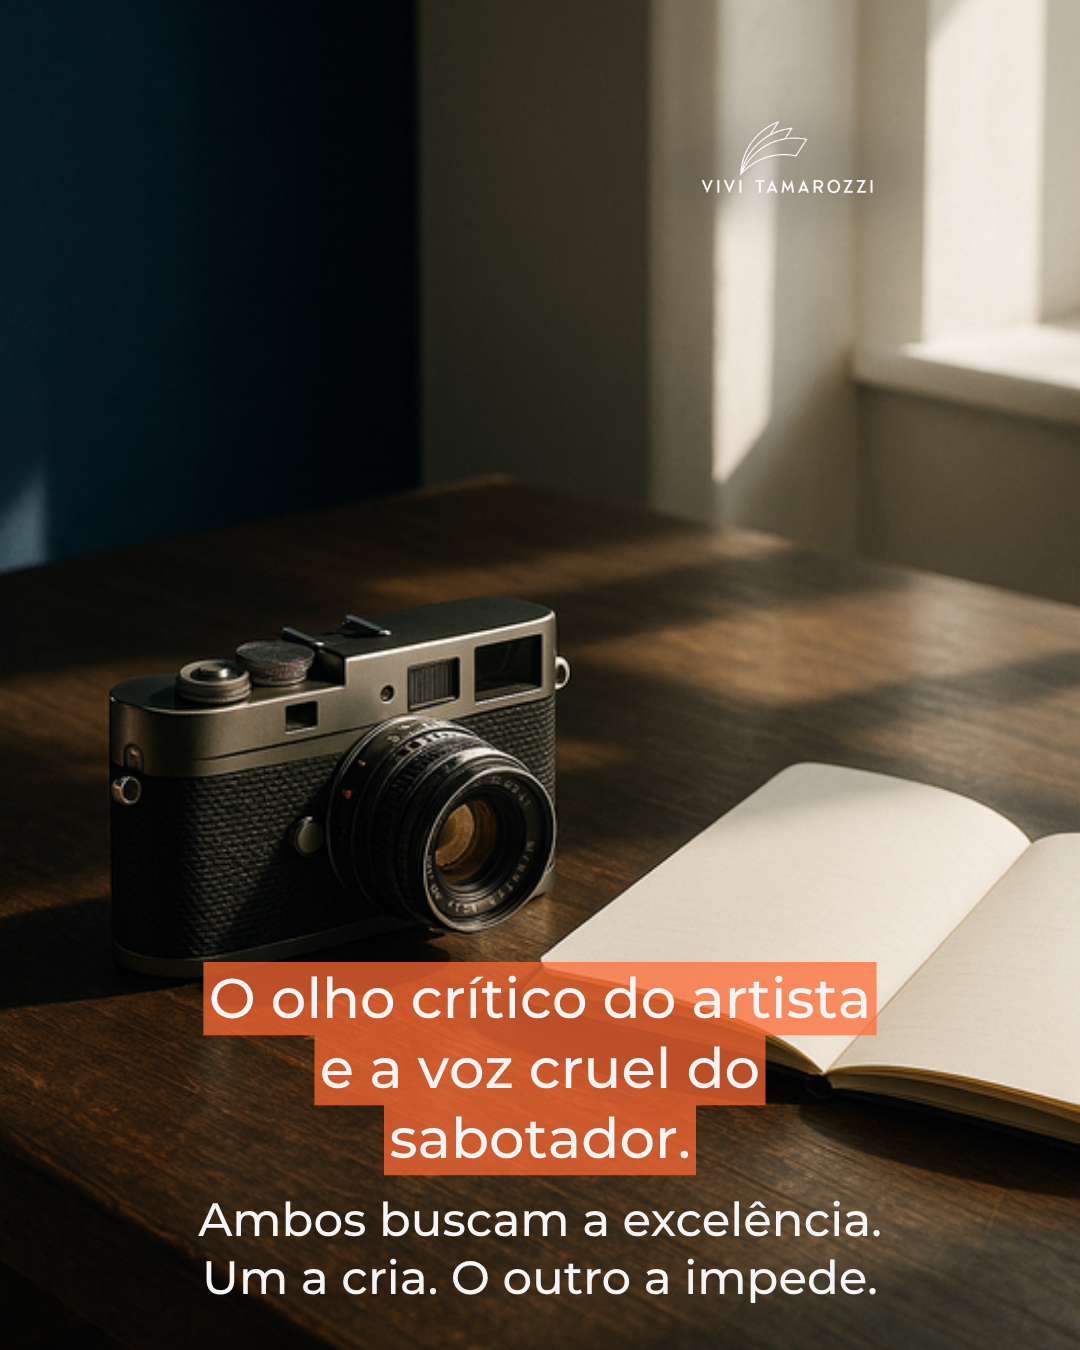 VIVI TAMAROZZI
O olho crítico do artista
e a voz cruel do
sabotador.
Ambos buscam a excelência.
Um a cria. O outro a impede.